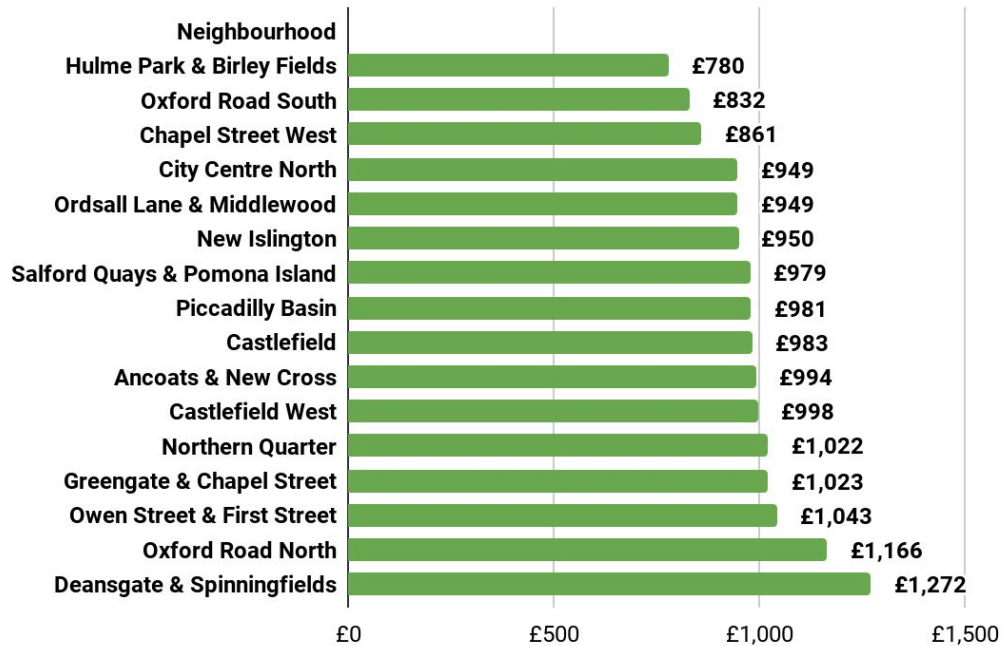 Neighbourhood
Hulme Park & Birley Fields £780
Oxford Road South £832
Chapel Street West £861
City Centre North £949
Ordsall Lane & Middlewood £949
New Islington £950
Salford Quays & Pomona Island £979
Piccadilly Basin £981
Castlefield £983
Ancoats & New Cross £994
Castlefield West £998
Northern Quarter £1,022
Greengate & Chapel Street £1,023
Owen Street & First Street £1,043
Oxford Road North £1,166
Deansgate & Spinningfields £1,272
£0 £500 £1,000 £1,500